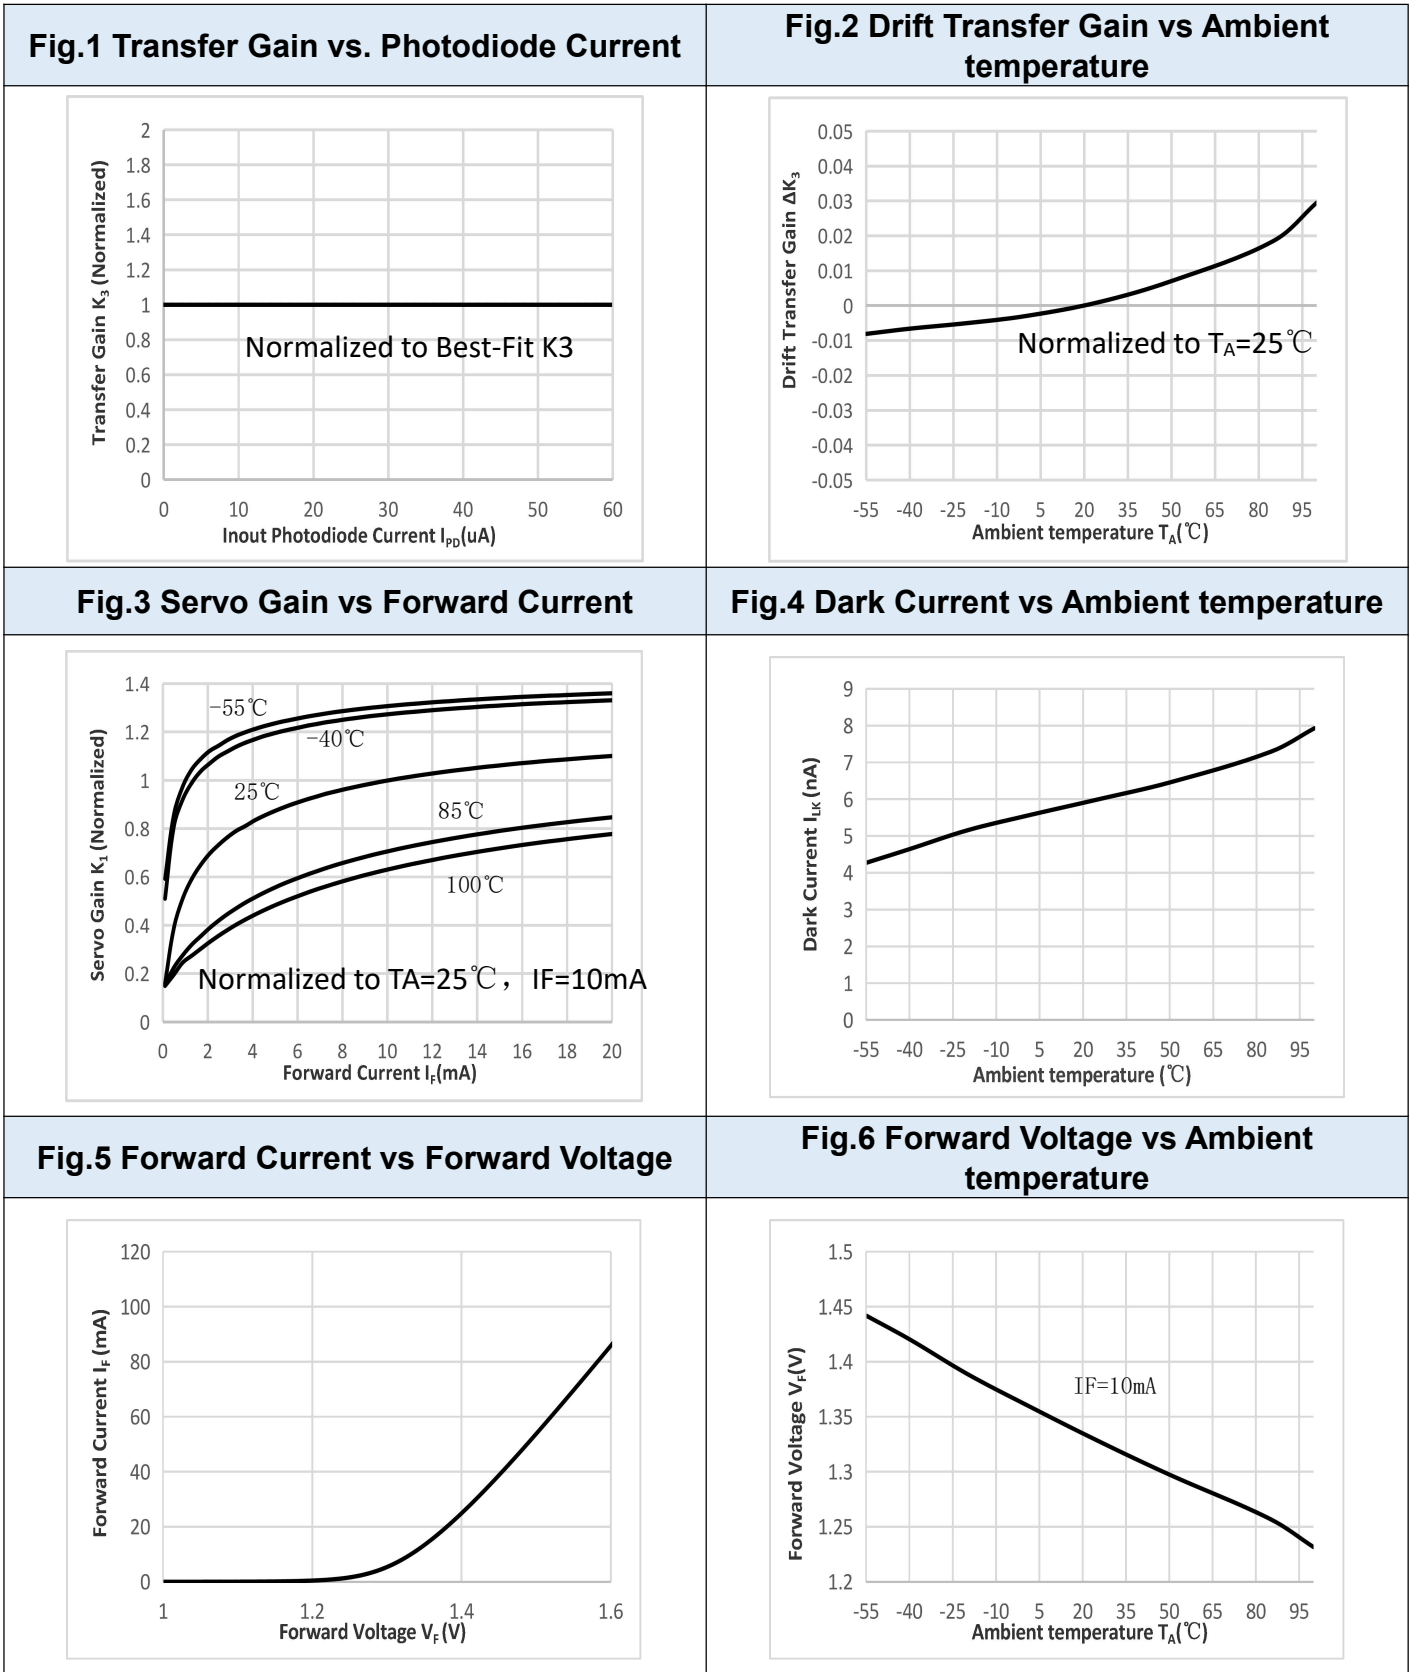 Fig.1 Transfer Gain vs. Photodiode Current
Fig.2 Drift Transfer Gain vs Ambient
temperature
Transfer Gain K₃ (Normalized)
2
1.8
1.6
1.4
1.2
1
0.8
0.6
0.4
0.2
0
Normalized to Best-Fit K3
0 10 20 30 40 50 60
Inout Photodiode Current I_PD(uA)
Drift Transfer Gain ΔK₃
0.05
0.04
0.03
0.02
0.01
0
-0.01
-0.02
-0.03
-0.04
-0.05
Normalized to T_A=25℃
-55 -40 -25 -10 5 20 35 50 65 80 95
Ambient temperature T_A(℃)
Fig.3 Servo Gain vs Forward Current
Fig.4 Dark Current vs Ambient temperature
Servo Gain K₁ (Normalized)
1.4
1.2
1
0.8
0.6
0.4
0.2
0
-55℃
-40℃
25℃
85℃
100℃
Normalized to TA=25℃，IF=10mA
0 2 4 6 8 10 12 14 16 18 20
Forward Current I_F(mA)
Dark Current I_LK (nA)
9
8
7
6
5
4
3
2
1
0
-55 -40 -25 -10 5 20 35 50 65 80 95
Ambient temperature (℃)
Fig.5 Forward Current vs Forward Voltage
Fig.6 Forward Voltage vs Ambient
temperature
Forward Current I_F (mA)
120
100
80
60
40
20
0
1 1.2 1.4 1.6
Forward Voltage V_F (V)
Forward Voltage V_F(V)
1.5
1.45
1.4
1.35
1.3
1.25
1.2
IF=10mA
-55 -40 -25 -10 5 20 35 50 65 80 95
Ambient temperature T_A(℃)